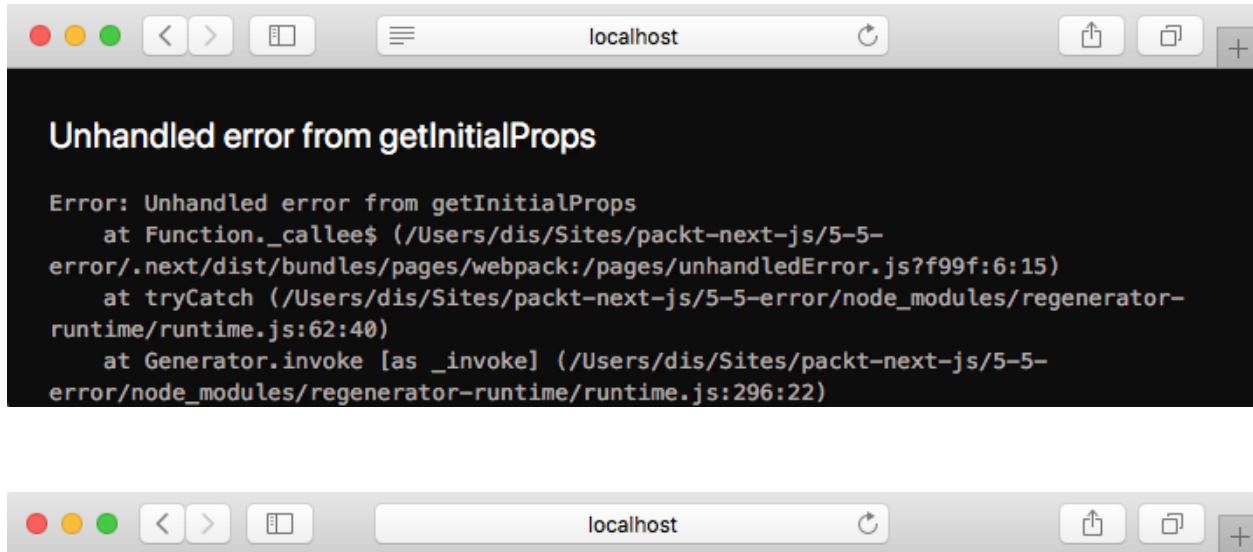 localhost
Unhandled error from getInitialProps
Error: Unhandled error from getInitialProps
    at Function._callee$ (/Users/dis/Sites/packt-next-js/5-5-
error/.next/dist/bundles/pages/webpack:/pages/unhandledError.js?f99f:6:15)
    at tryCatch (/Users/dis/Sites/packt-next-js/5-5-error/node_modules/regenerator-
runtime/runtime.js:62:40)
    at Generator.invoke [as _invoke] (/Users/dis/Sites/packt-next-js/5-5-
error/node_modules/regenerator-runtime/runtime.js:296:22)
localhost